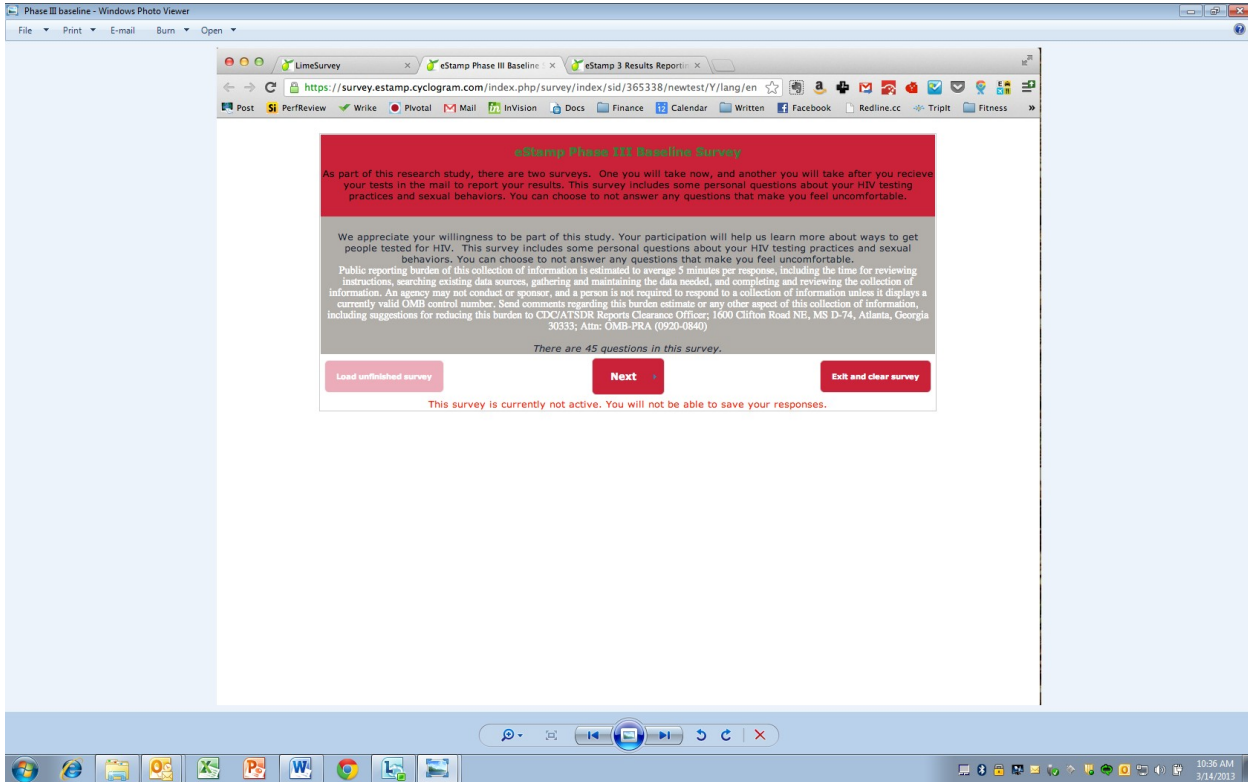 Phase III baseline - Windows Photo Viewer
File Print E-mail Burn Open
LimeSurvey
eStamp Phase III Baseline
eStamp 3 Results Reportin
https://survey.estamp.cyclogram.com/index.php/survey/index/sid/365338/newtest/Y/lang/en
Post PerfReview Wrike Pivotal Mail InVision Docs Finance Calendar Written Facebook Redline.cc TripIt Fitness »
eStamp Phase III Baseline Survey
As part of this research study, there are two surveys. One you will take now, and another you will take after you recieve
your tests in the mail to report your results. This survey includes some personal questions about your HIV testing
practices and sexual behaviors. You can choose to not answer any questions that make you feel uncomfortable.
We appreciate your willingness to be part of this study. Your participation will help us learn more about ways to get
people tested for HIV. This survey includes some personal questions about your HIV testing practices and sexual
behaviors. You can choose to not answer any questions that make you feel uncomfortable.
Public reporting burden of this collection of information is estimated to average 5 minutes per response, including the time for reviewing
instructions, searching existing data sources, gathering and maintaining the data needed, and completing and reviewing the collection of
information. An agency may not conduct or sponsor, and a person is not required to respond to a collection of information unless it displays a
currently valid OMB control number. Send comments regarding this burden estimate or any other aspect of this collection of information,
including suggestions for reducing this burden to CDC/ATSDR Reports Clearance Officer; 1600 Clifton Road NE, MS D-74, Atlanta, Georgia
30333; Attn: OMB-PRA (0920-0840)
There are 45 questions in this survey.
Load unfinished survey
Next
Exit and clear survey
This survey is currently not active. You will not be able to save your responses.
10:36 AM
3/14/2013